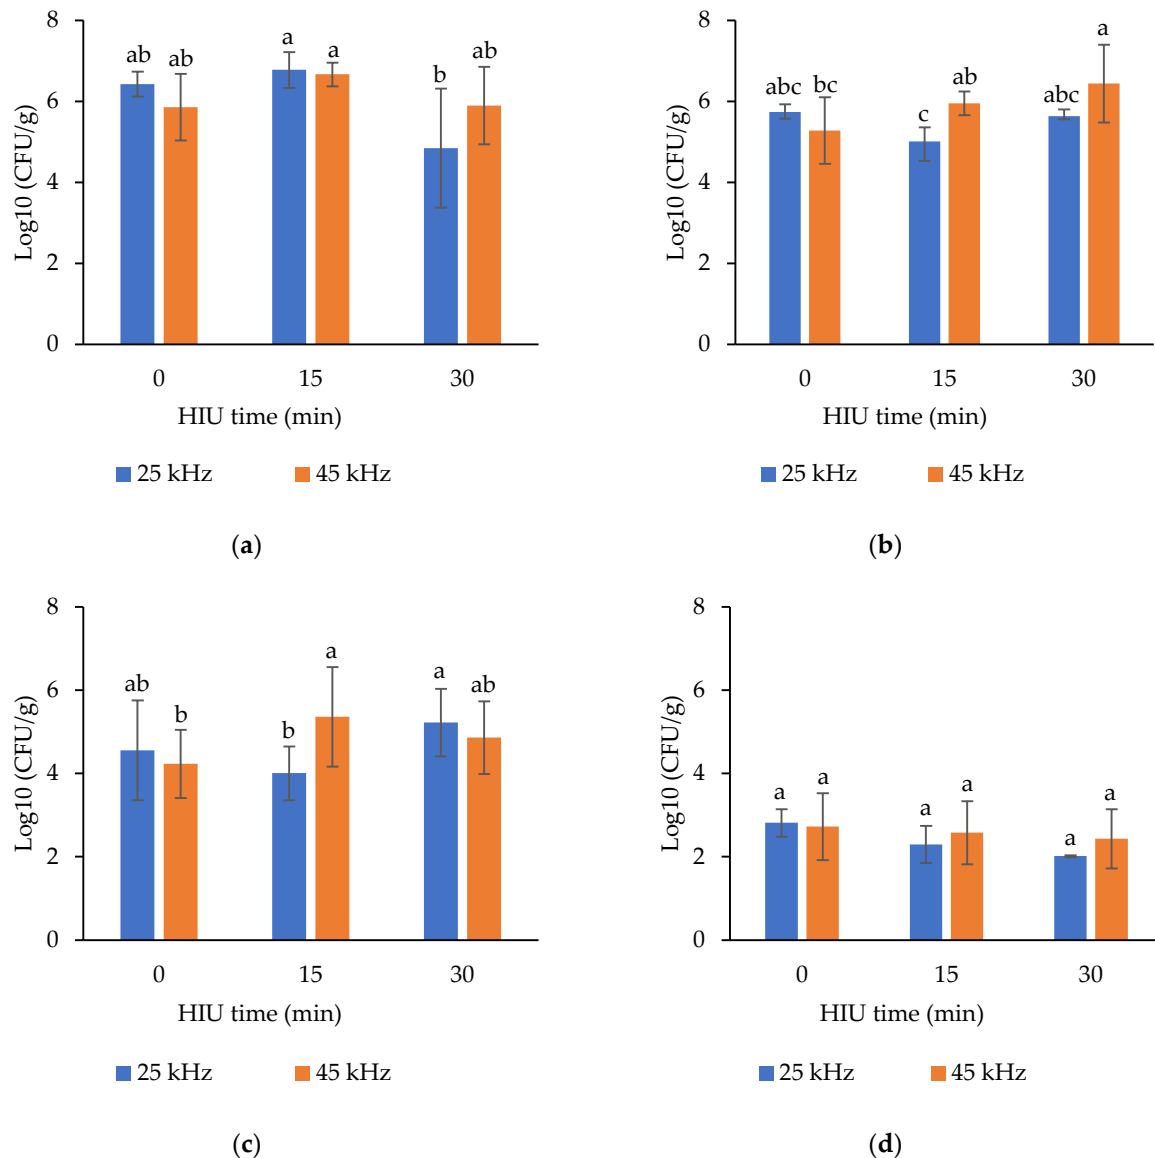 8
6
4
2
0
Log10 (CFU/g)
ab ab a a b ab
0 15 30
HIU time (min)
25 kHz 45 kHz
(a)
8
6
4
2
0
Log10 (CFU/g)
abc bc c ab abc a
0 15 30
HIU time (min)
25 kHz 45 kHz
(b)
8
6
4
2
0
Log10 (CFU/g)
ab b b a a ab
0 15 30
HIU time (min)
25 kHz 45 kHz
(c)
8
6
4
2
0
Log10 (CFU/g)
a a a a a a
0 15 30
HIU time (min)
25 kHz 45 kHz
(d)